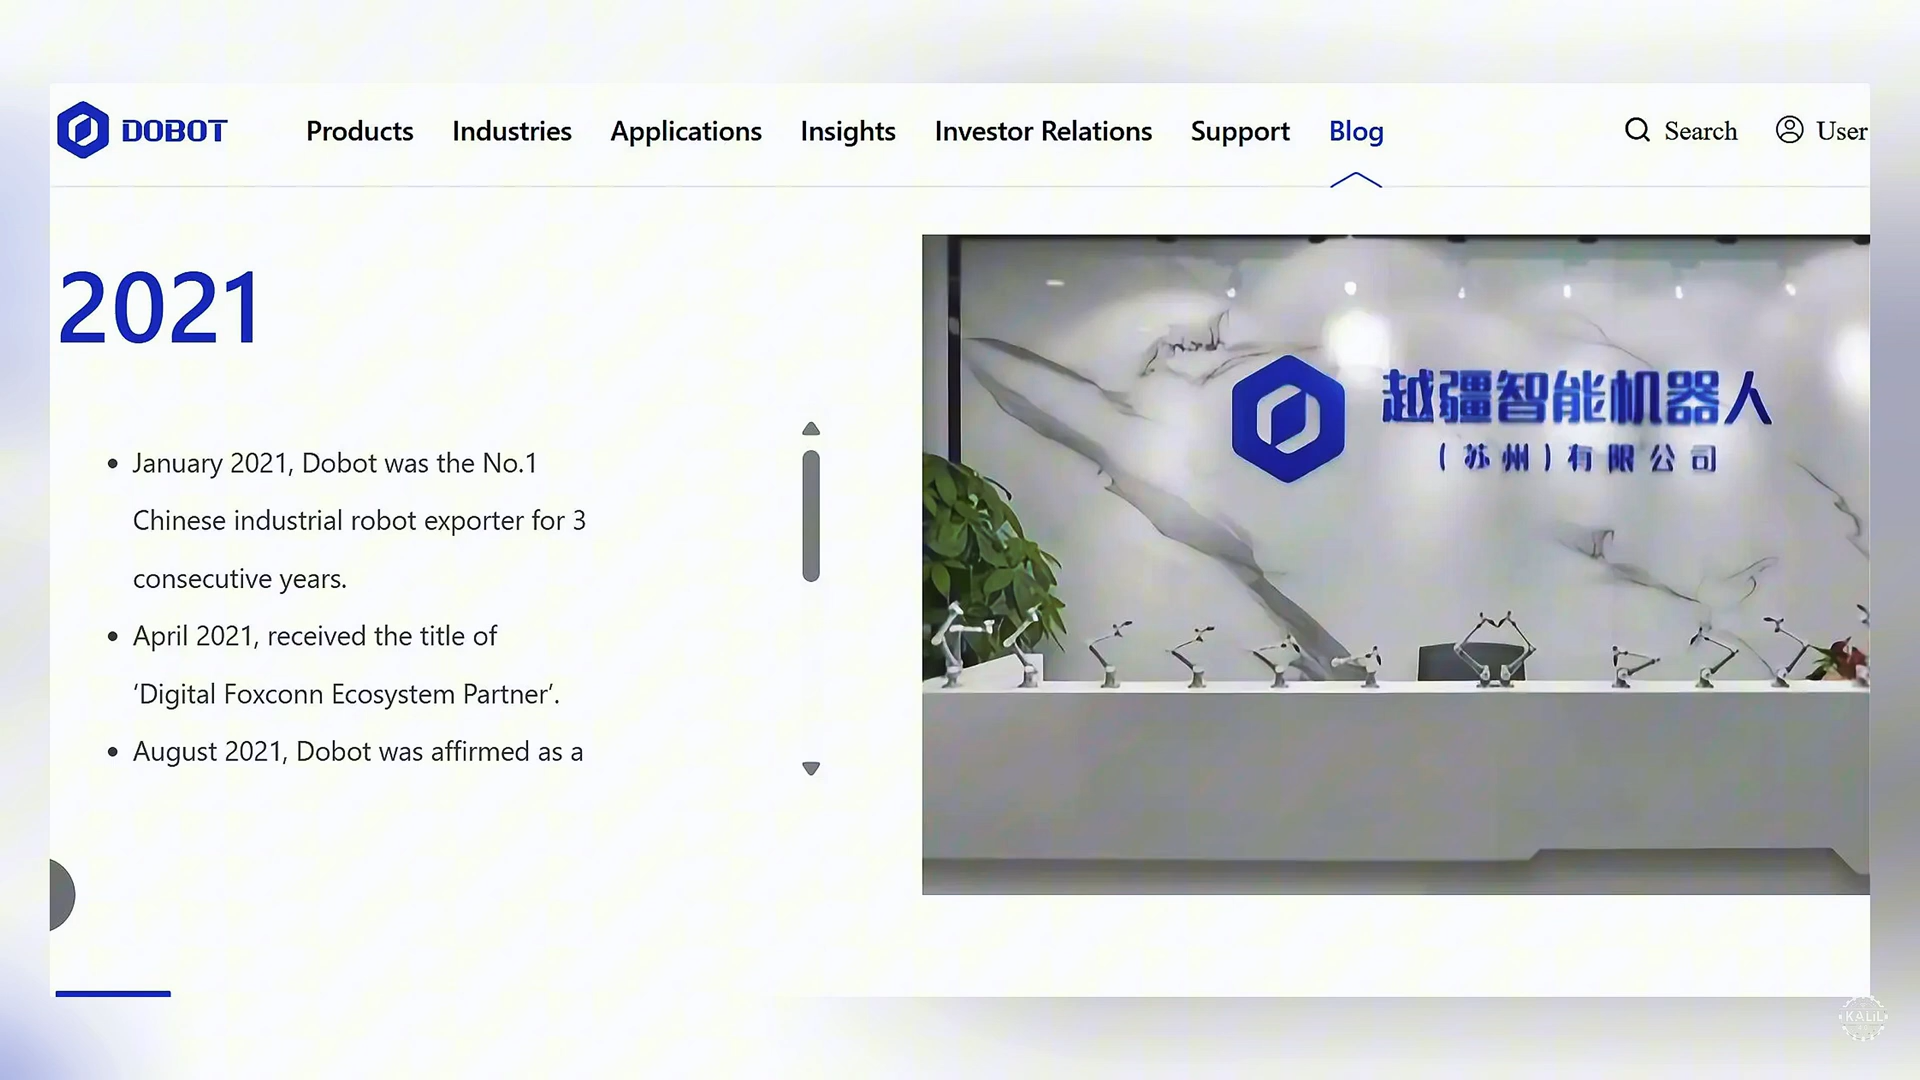 DOBOT
Products Industries Applications Insights Investor Relations Support Blog Search User
2021
January 2021, Dobot was the No.1
Chinese industrial robot exporter for 3
consecutive years.
April 2021, received the title of
‘Digital Foxconn Ecosystem Partner’.
August 2021, Dobot was affirmed as a
越疆智能机器人
(苏州)有限公司
KALIL